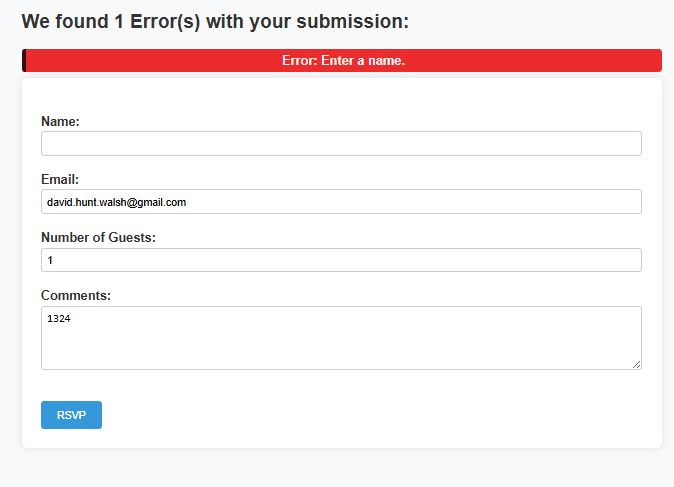 We found 1 Error(s) with your submission:
Error: Enter a name.
Name:
Email:
david.hunt.walsh@gmail.com
Number of Guests:
1
Comments:
1324
RSVP